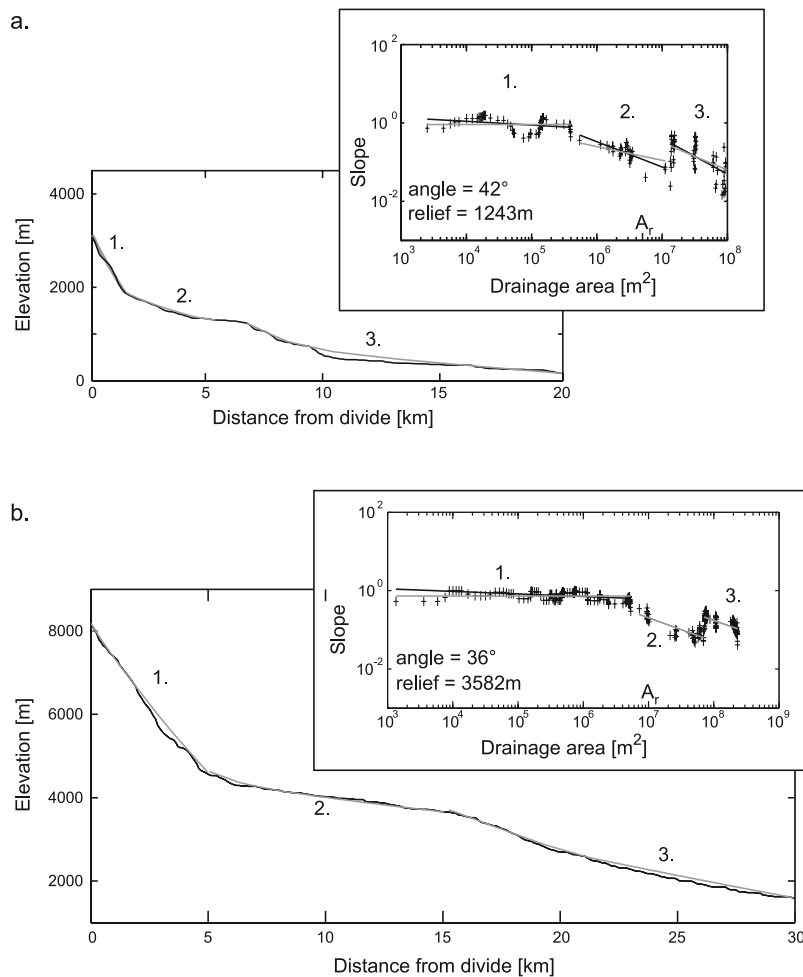 a.
10^2
10^0
10^-2
Slope
1.
2.
3.
angle = 42°
relief = 1243m
A_r
10^3 10^4 10^5 10^6 10^7 10^8
Drainage area [m^2]
4000
2000
0
Elevation [m]
1.
2.
3.
0 5 10 15 20
Distance from divide [km]
b.
10^2
10^0
10^-2
Slope
1.
2.
3.
angle = 36°
relief = 3582m
A_r
10^3 10^4 10^5 10^6 10^7 10^8 10^9
Drainage area [m^2]
8000
6000
4000
2000
Elevation [m]
1.
2.
3.
0 5 10 15 20 25 30
Distance from divide [km]